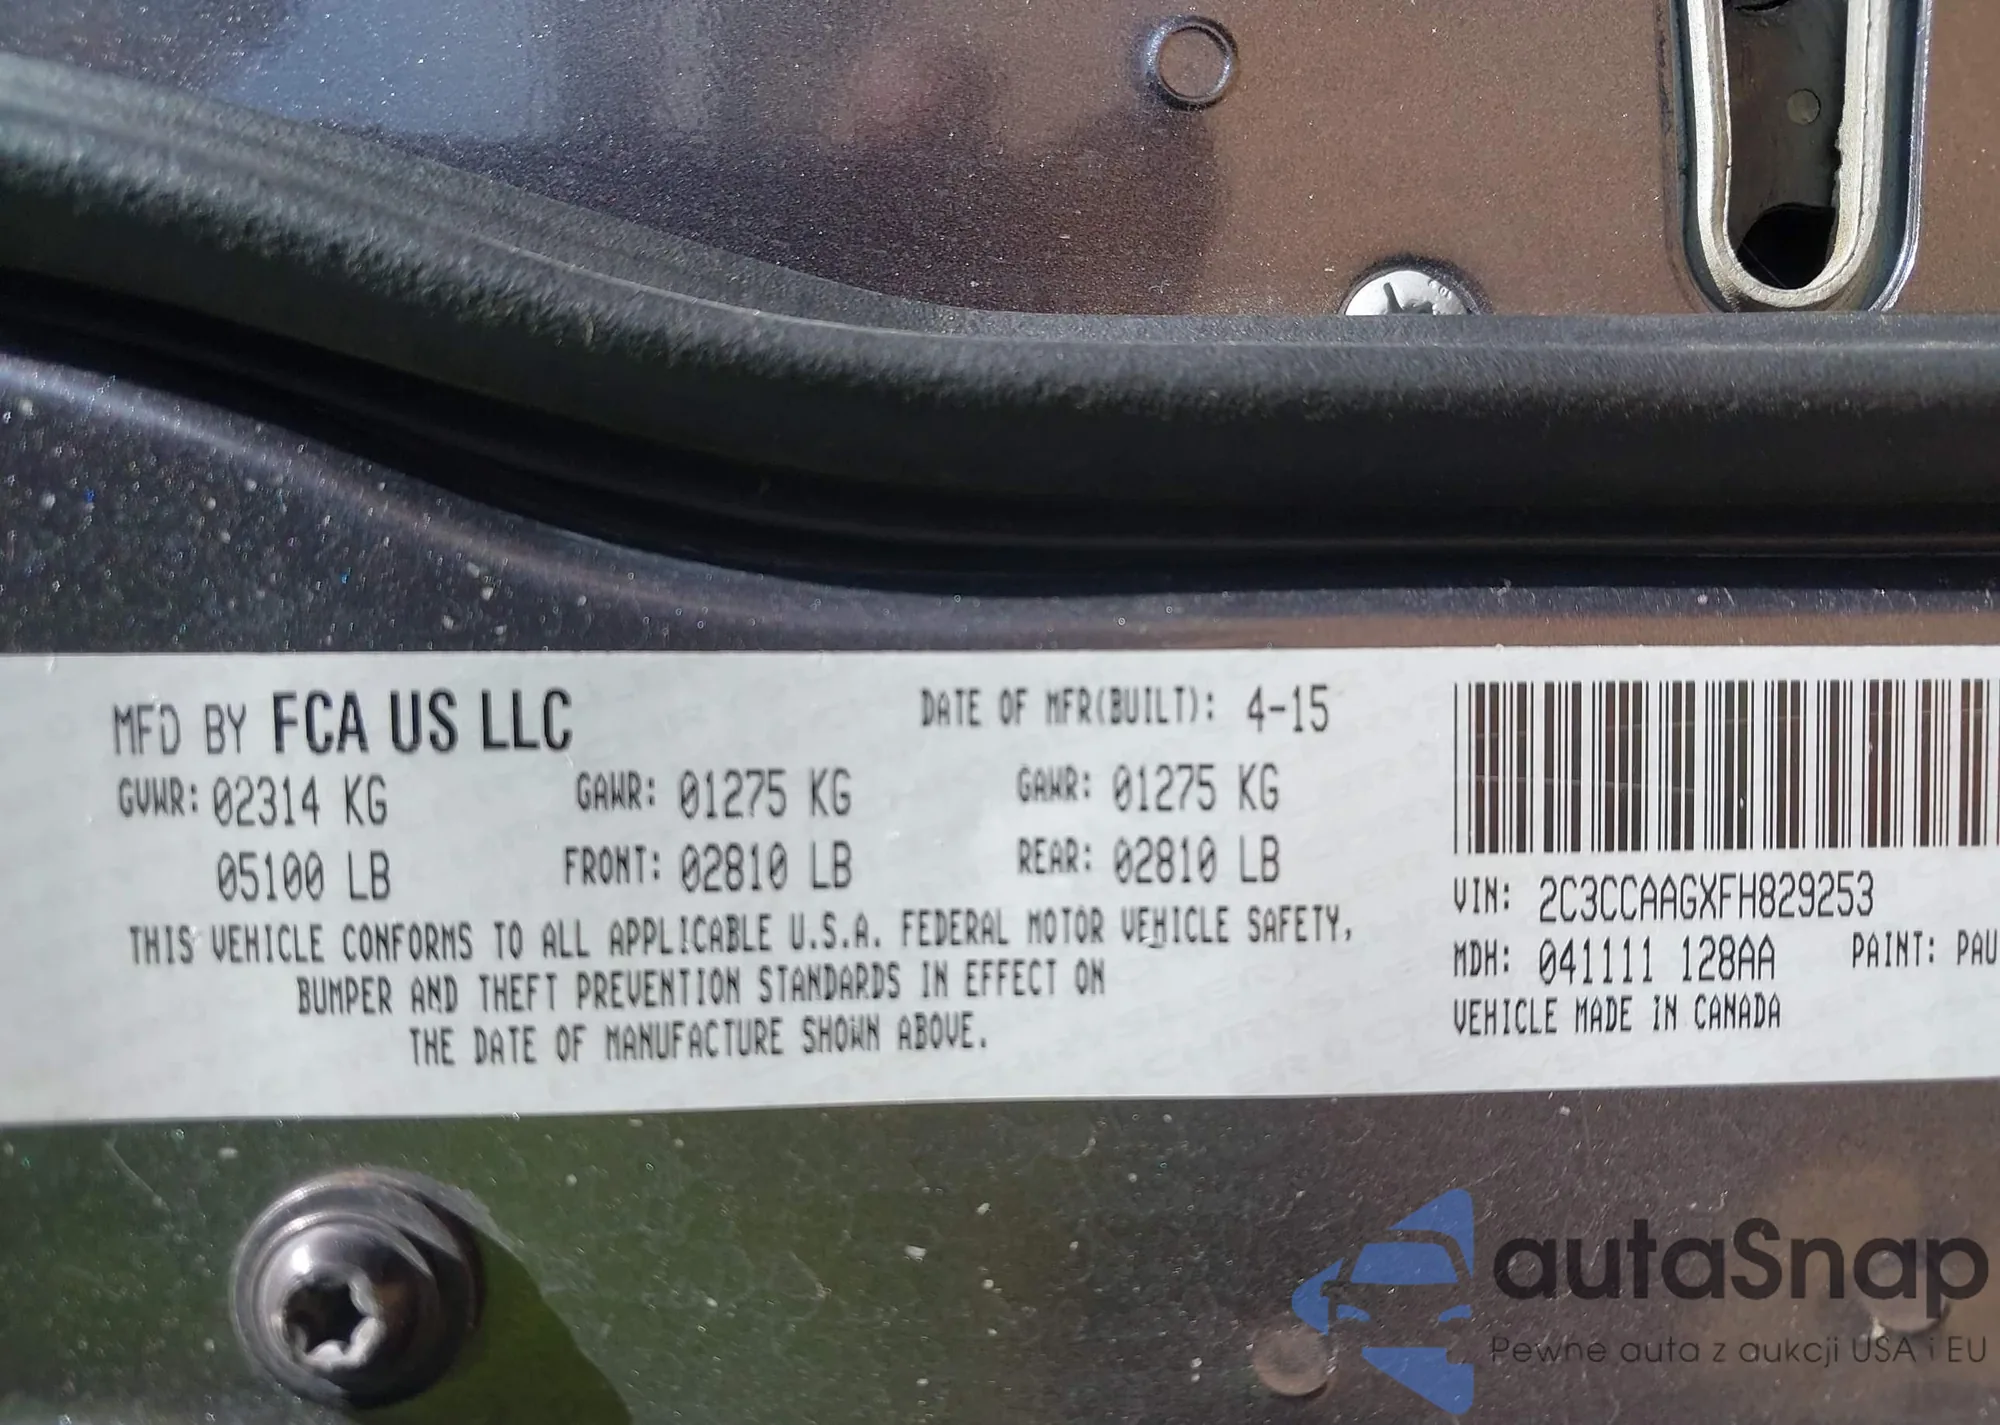 MFD BY FCA US LLC
DATE OF MFR(BUILT): 4-15
GVWR: 02314 KG
GAWR: 01275 KG
GAWR: 01275 KG
05100 LB
FRONT: 02810 LB
REAR: 02810 LB
THIS VEHICLE CONFORMS TO ALL APPLICABLE U.S.A. FEDERAL MOTOR VEHICLE SAFETY,
BUMPER AND THEFT PREVENTION STANDARDS IN EFFECT ON
THE DATE OF MANUFACTURE SHOWN ABOVE.
VIN: 2C3CCAAGXFH829253
MDH: 041111 128AA PAINT: PAU
VEHICLE MADE IN CANADA
autaSnap
Pewne auta z aukcji USA i EU